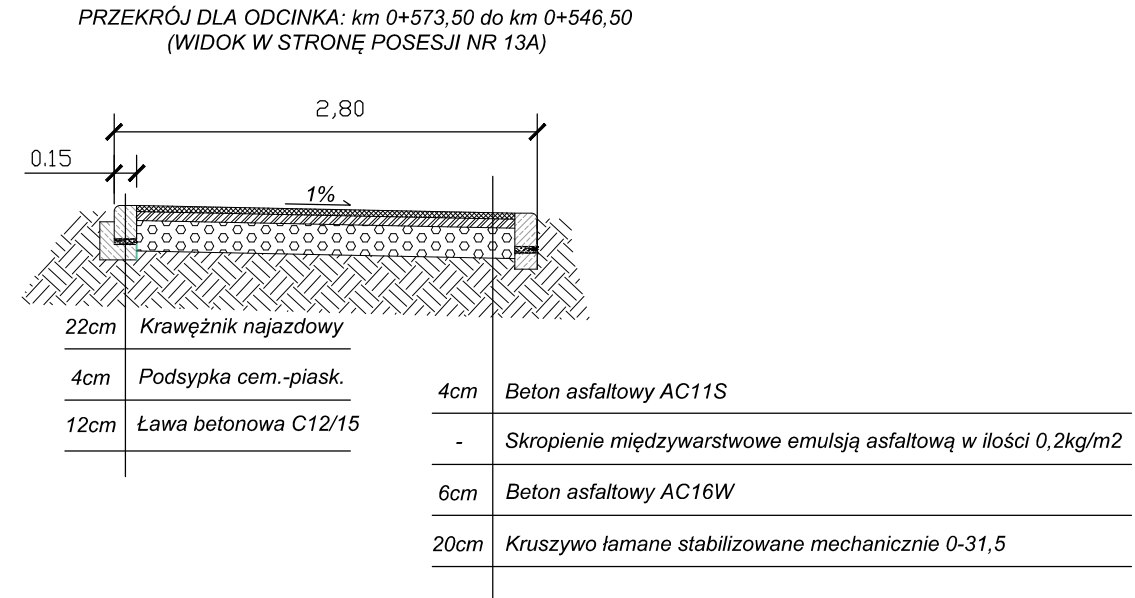 PRZEKRÓJ DLA ODCINKA: km 0+573,50 do km 0+546,50
(WIDOK W STRONĘ POSESJI NR 13A)
2,80
0.15
1%
22cm Krawężnik najazdowy
4cm Podsypka cem.-piask.
12cm Ława betonowa C12/15
4cm Beton asfaltowy AC11S
- Skropienie międzywarstwowe emulsją asfaltową w ilości 0,2kg/m2
6cm Beton asfaltowy AC16W
20cm Kruszywo łamane stabilizowane mechanicznie 0-31,5